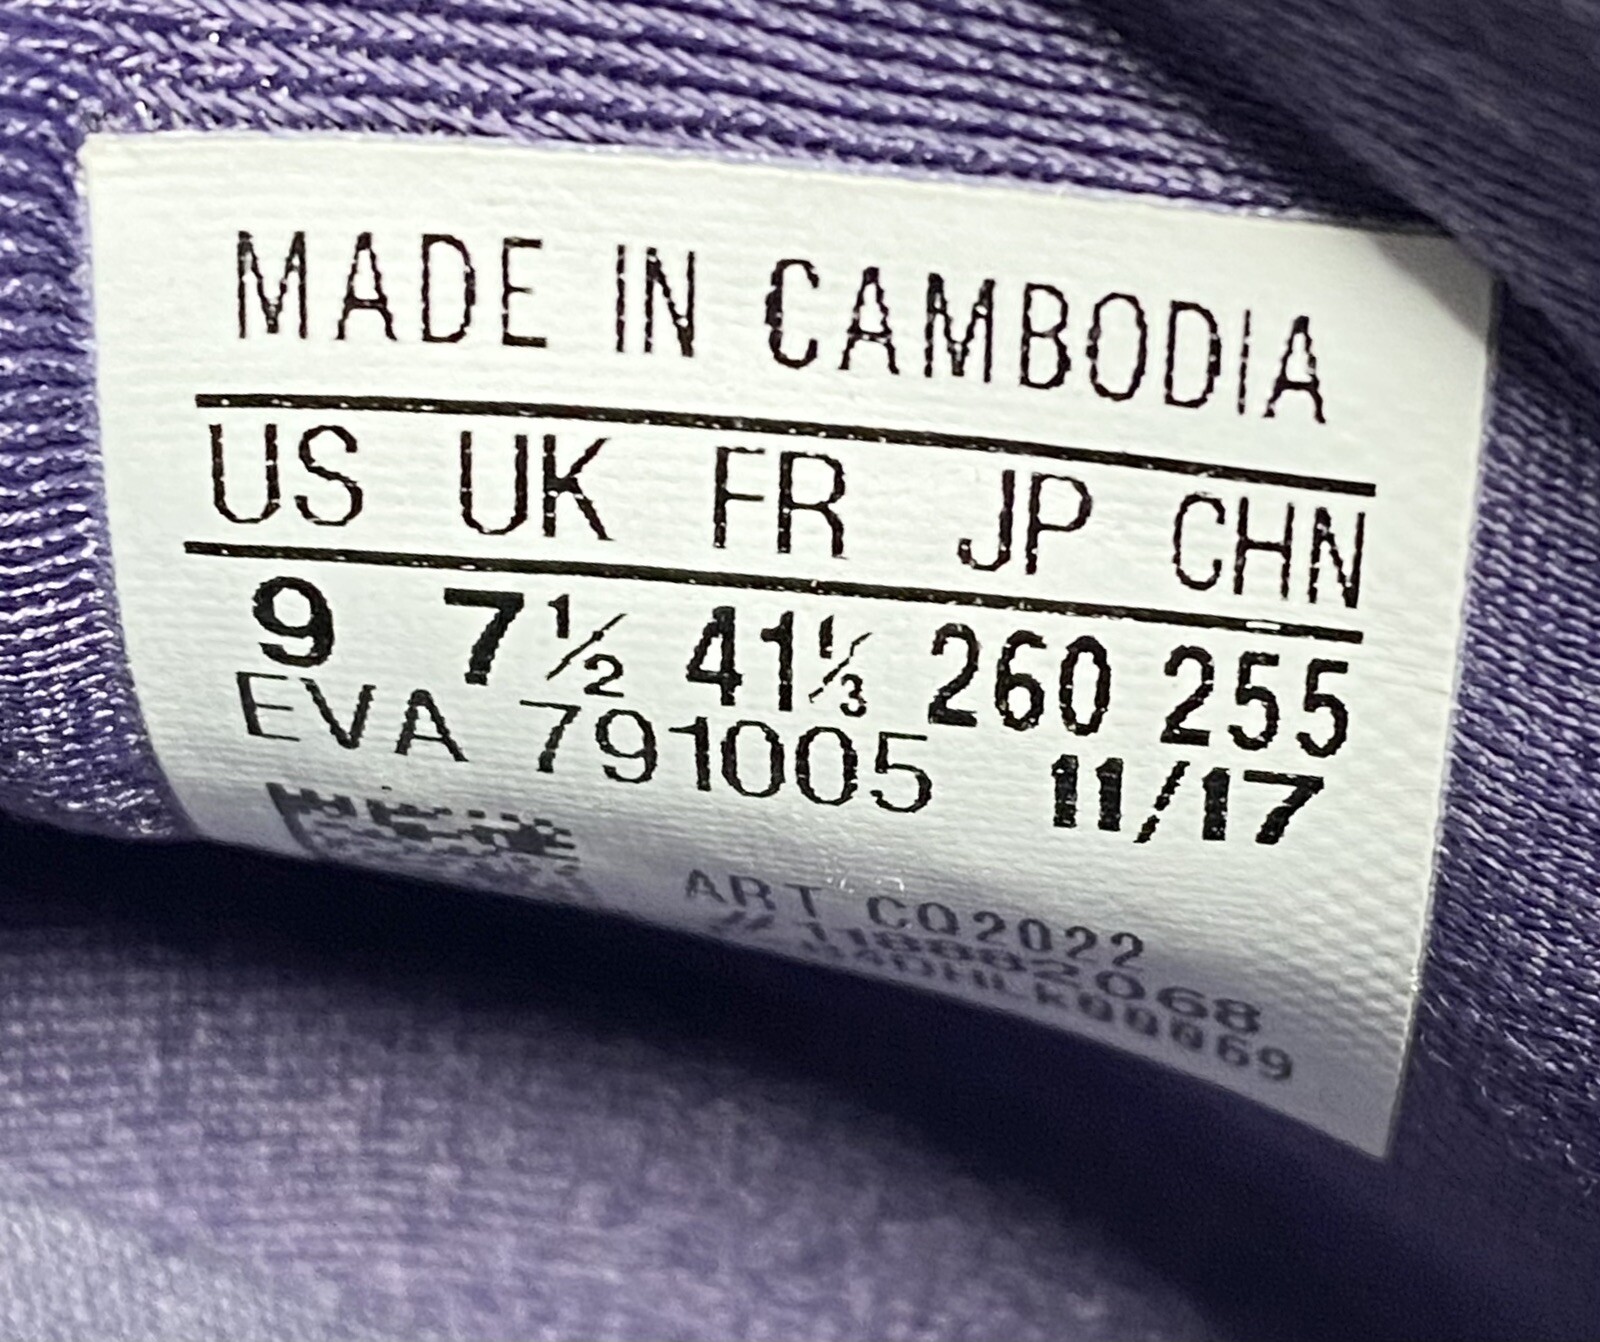 MADE IN CAMBODIA
US UK FR JP CHN
9 7½ 41⅓ 260 255
EVA 791005 11/17
ART CQ2022